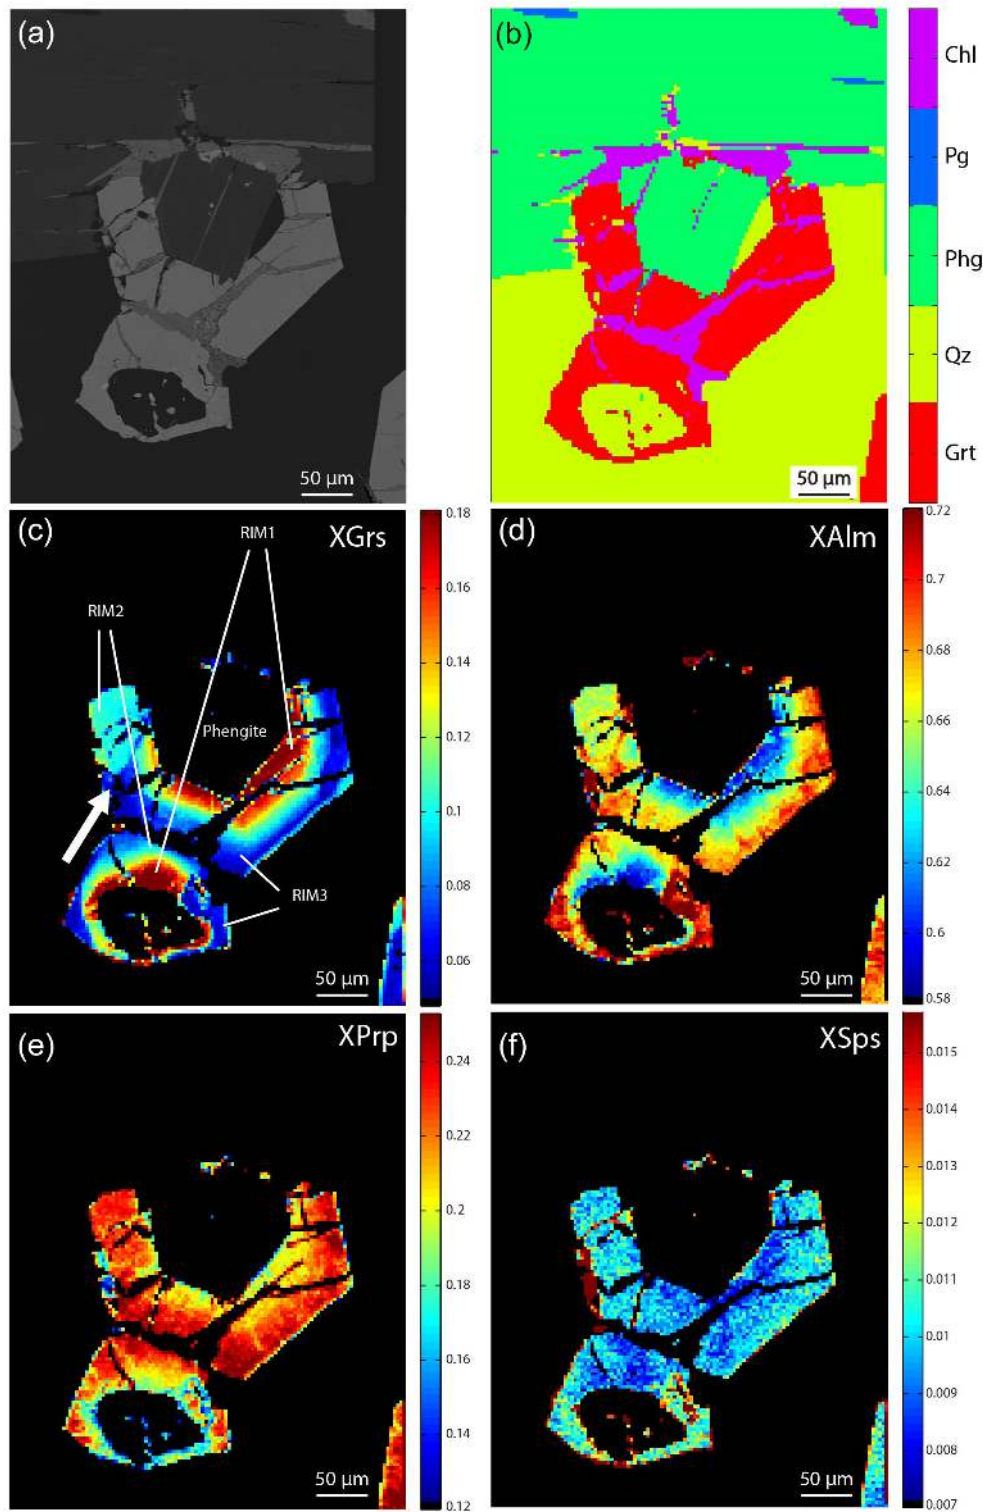 (a)
50 µm
(b)
50 µm
Chl
Pg
Phg
Qz
Grt
(c)
XGrs
RIM1
RIM2
Phengite
RIM3
50 µm
0.18
0.16
0.14
0.12
0.1
0.08
0.06
(d)
XAlm
50 µm
0.72
0.7
0.68
0.66
0.64
0.62
0.6
0.58
(e)
XPrp
50 µm
0.24
0.22
0.2
0.18
0.16
0.14
0.12
(f)
XSps
50 µm
0.015
0.014
0.013
0.012
0.011
0.01
0.009
0.008
0.007